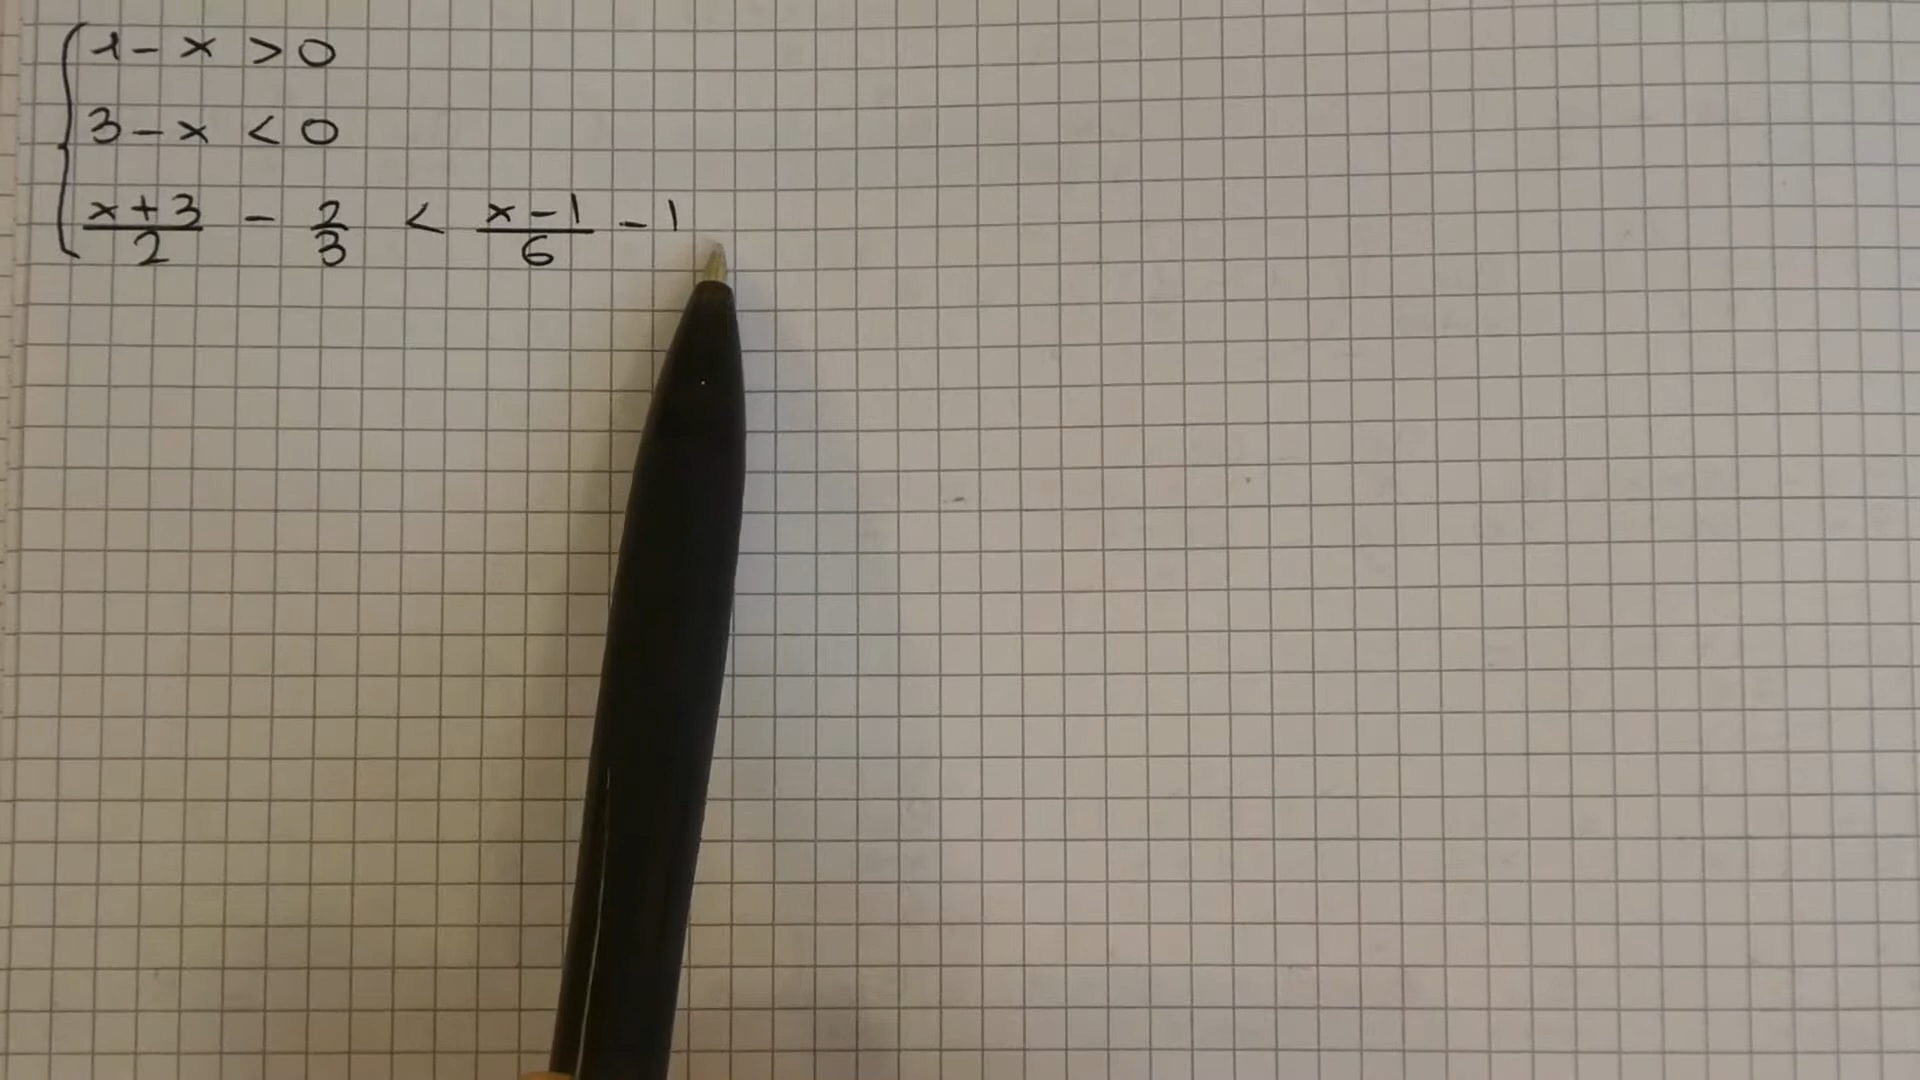 1 - x > 0
3 - x < 0
(x + 3)/2 - 2/3 < (x - 1)/6 - 1